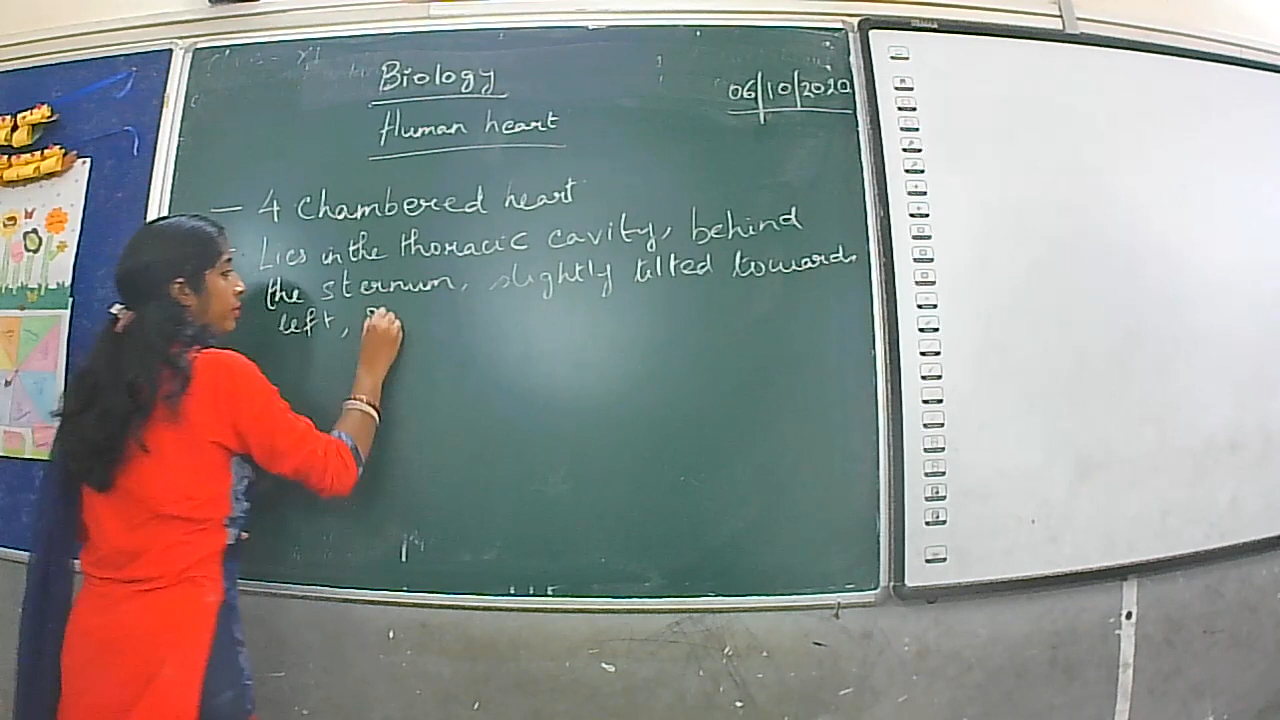 Biology
06/10/2020
Human heart
- 4 chambered heart
Lies in the thoracic cavity, behind
the sternum, slightly tilted towards
left,